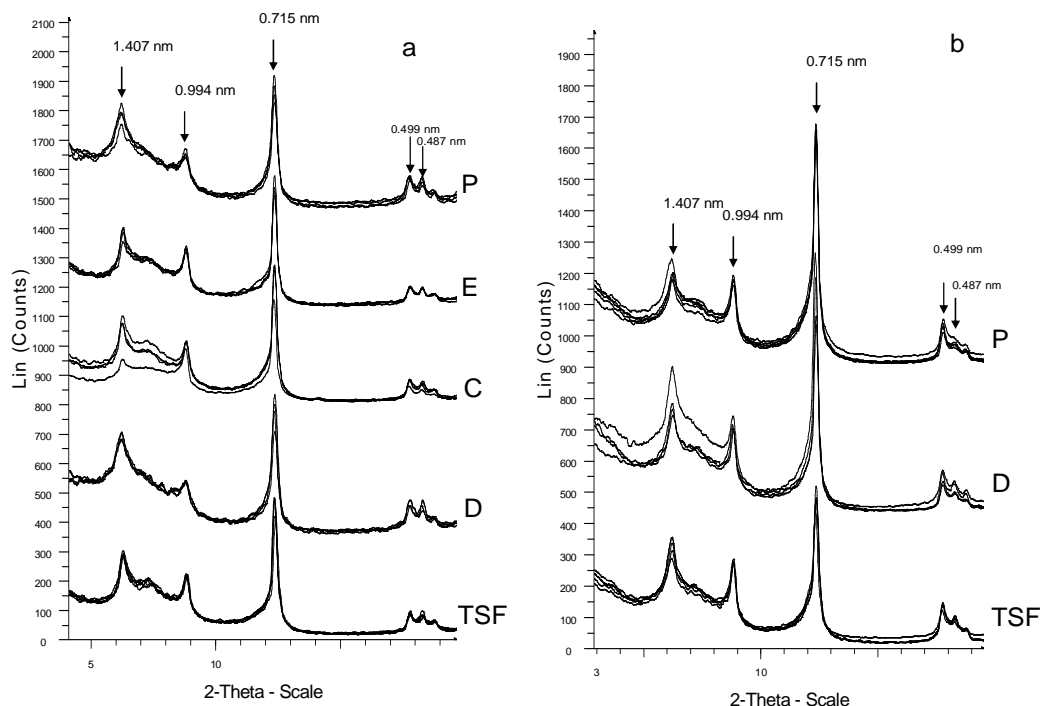 a
0.715 nm
1.407 nm
0.994 nm
0.499 nm
0.487 nm
P
E
C
D
TSF
Lin (Counts)
2100
2000
1900
1800
1700
1600
1500
1400
1300
1200
1100
1000
900
800
700
600
500
400
300
200
100
0
5
10
2-Theta - Scale
b
0.715 nm
1.407 nm
0.994 nm
0.499 nm
0.487 nm
P
D
TSF
Lin (Counts)
1900
1800
1700
1600
1500
1400
1300
1200
1100
1000
900
800
700
600
500
400
300
200
100
0
3
10
2-Theta - Scale